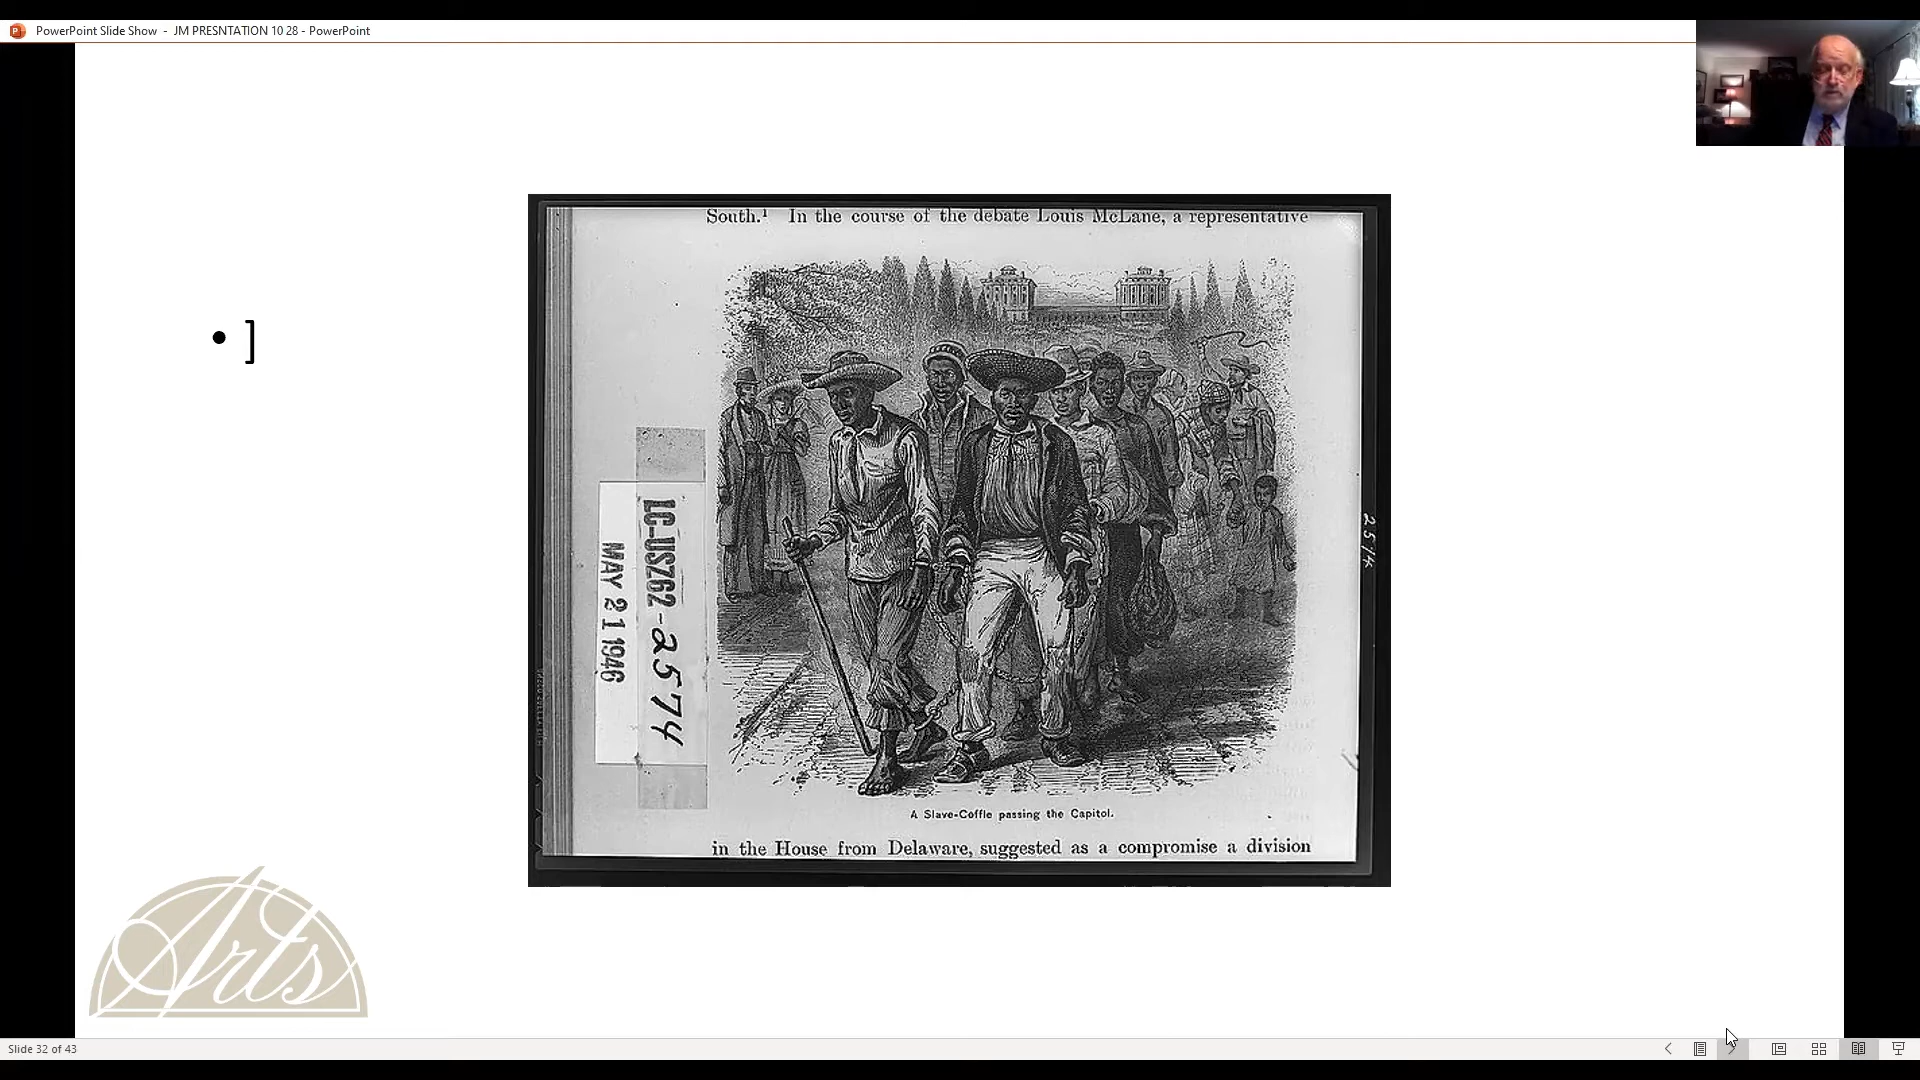 PowerPoint Slide Show - JM PRESNTATION 10 28 - PowerPoint
South.¹ In the course of the debate Louis McLane, a representative
• ]
LC-USZ62-2574
MAY 21 1946
2574
A Slave-Coffle passing the Capitol.
in the House from Delaware, suggested as a compromise a division
Arts
Slide 32 of 43